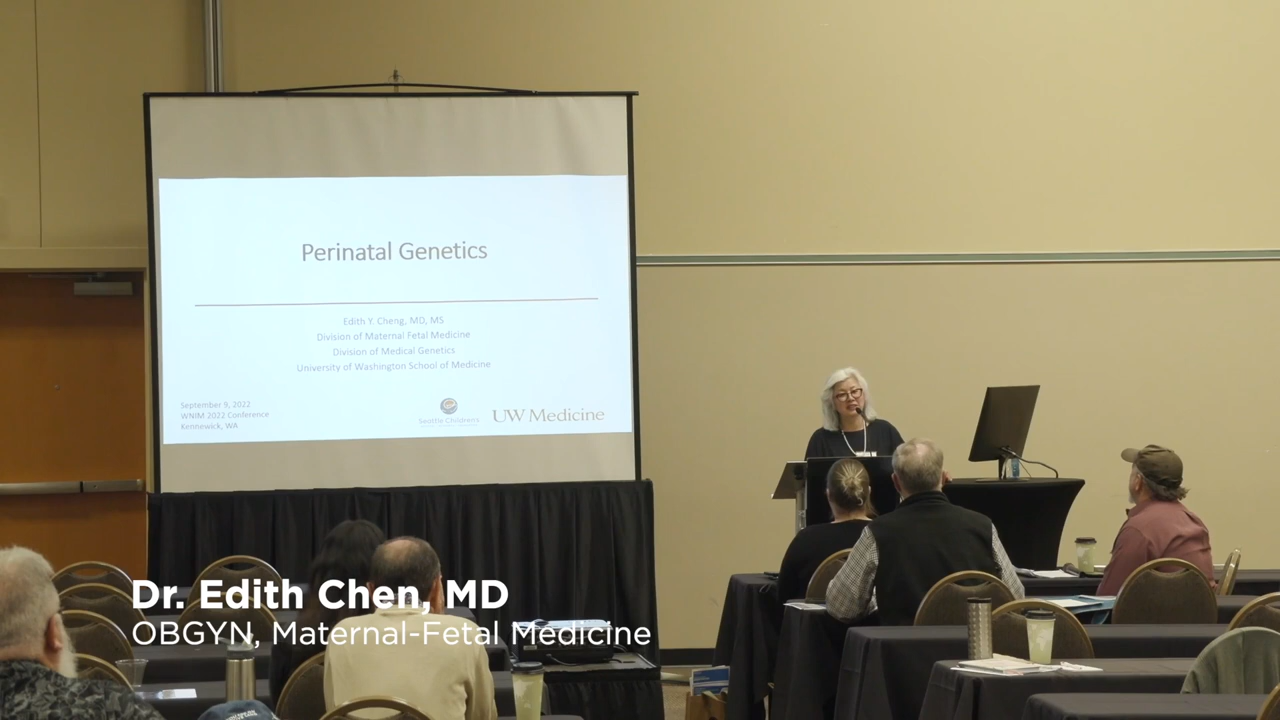 Perinatal Genetics
Edith Y. Cheng, MD, MS
Division of Maternal Fetal Medicine
Division of Medical Genetics
University of Washington School of Medicine
September 9, 2022
WNIM 2022 Conference
Kennewick, WA
Seattle Children's
UW Medicine
Dr. Edith Chen, MD
OBGYN, Maternal-Fetal Medicine